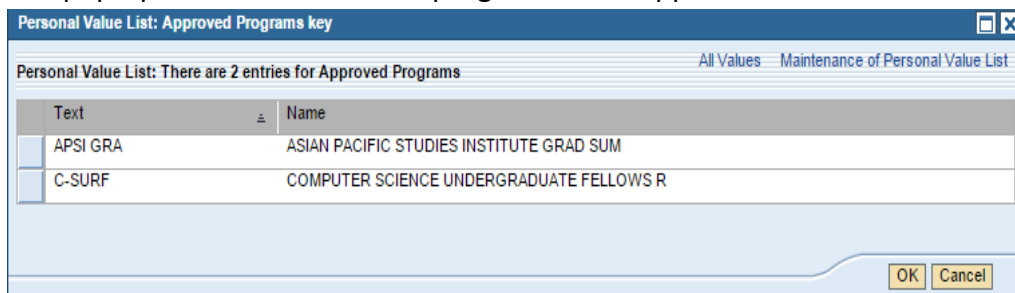 Personal Value List: Approved Programs key
Personal Value List: There are 2 entries for Approved Programs All Values Maintenance of Personal Value List
Text Name
APSI GRA ASIAN PACIFIC STUDIES INSTITUTE GRAD SUM
C-SURF COMPUTER SCIENCE UNDERGRADUATE FELLOWS R
OK Cancel